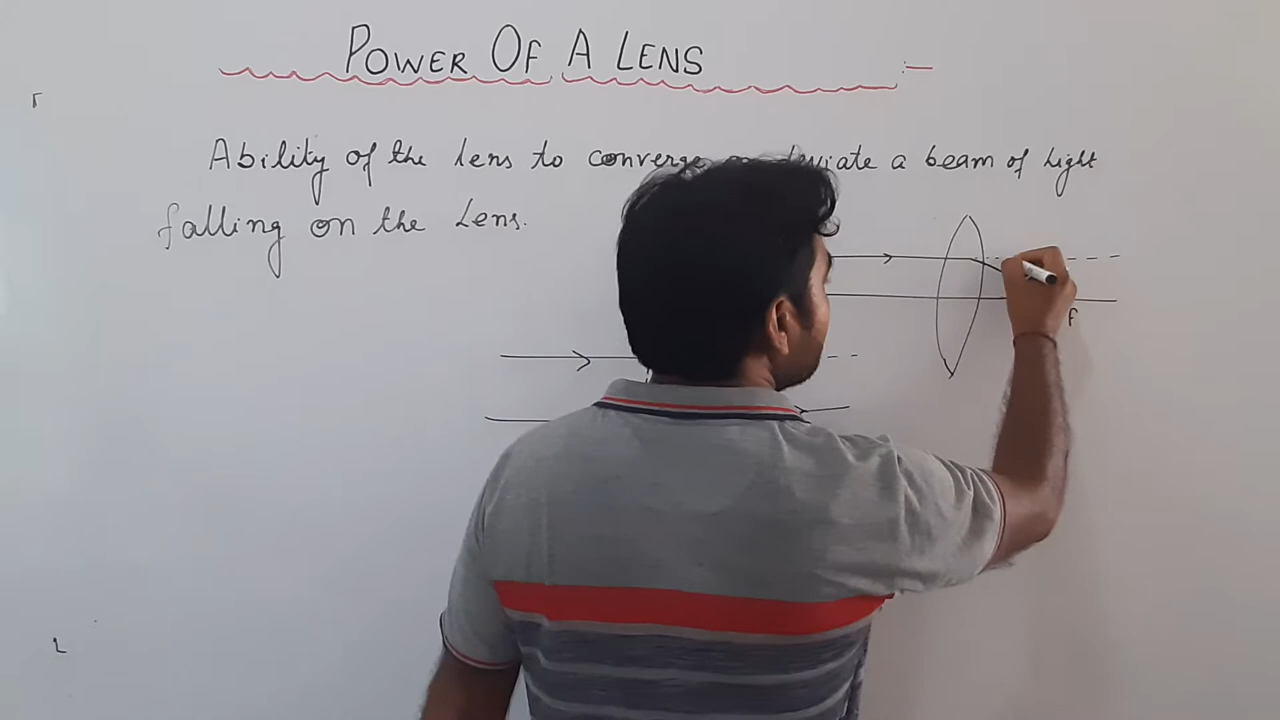 POWER OF A LENS :-
Ability of the lens to converge deviate a beam of light
falling on the Lens.
F